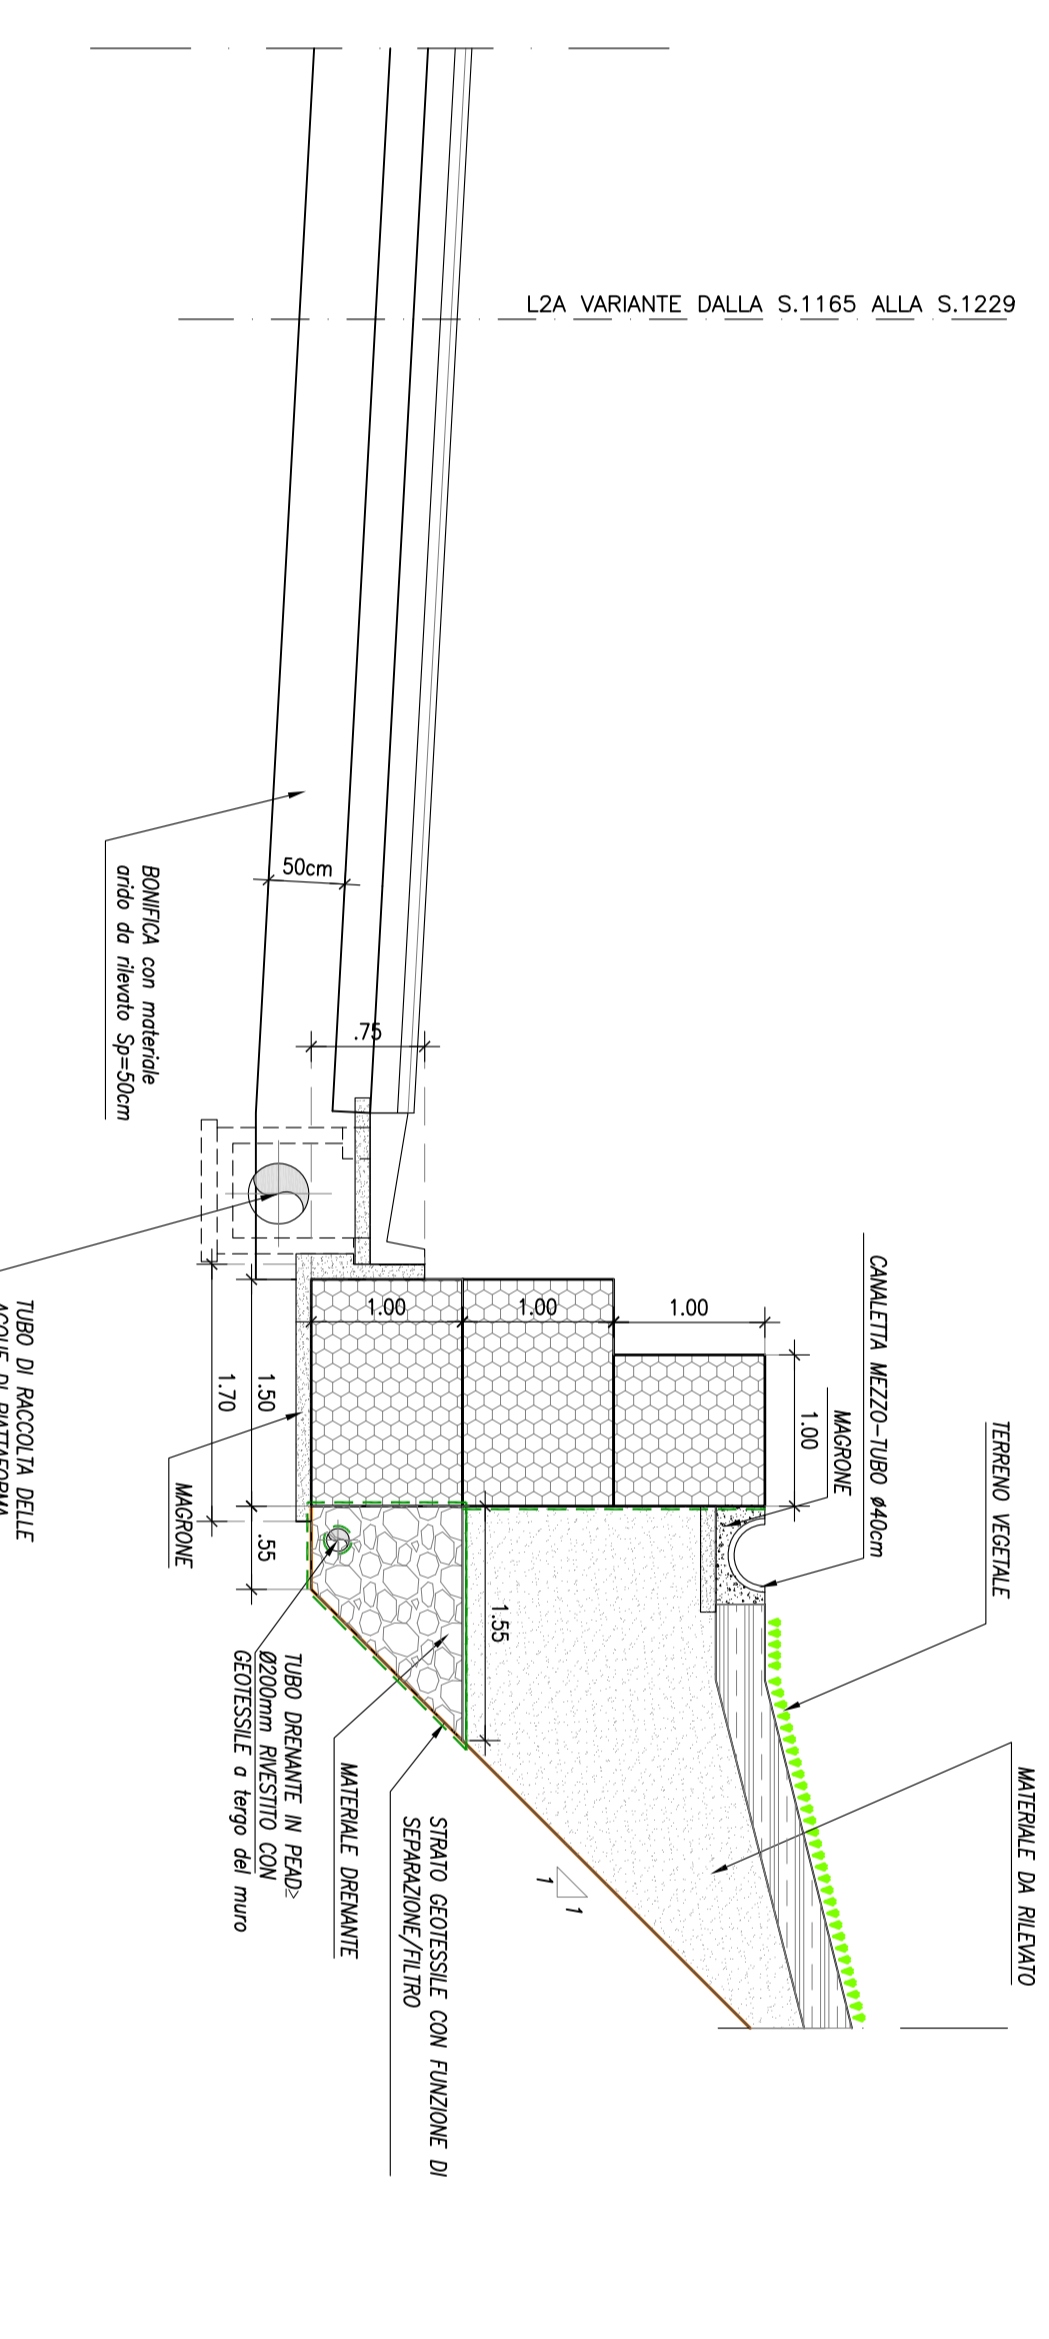 L2A VARIANTE DALLA S.1165 ALLA S.1229
BONIFICA con materiale
arido da rilevato Sp=50cm
50cm
.75
TUBO DI RACCOLTA DELLE
ACQUE DI PIATTAFORMA
1.00
1.00
1.00
1.00
1.50
1.70
.55
1.55
MAGRONE
CANALETTA MEZZO-TUBO ø40cm
MAGRONE
TERRENO VEGETALE
MATERIALE DA RILEVATO
TUBO DRENANTE IN PEAD≥
Ø200mm RIVESTITO CON
GEOTESSILE a tergo del muro
MATERIALE DRENANTE
STRATO GEOTESSILE CON FUNZIONE DI
SEPARAZIONE/FILTRO
1
1